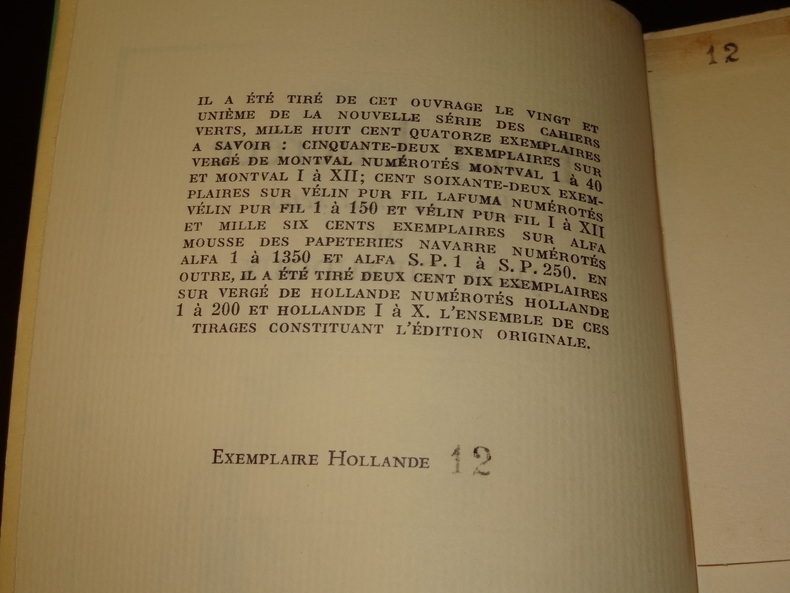 IL A ÉTÉ TIRÉ DE CET OUVRAGE LE VINGT ET
UNIÈME DE LA NOUVELLE SÉRIE DES CAHIERS
VERTS, MILLE HUIT CENT QUATORZE EXEMPLAIRES
A SAVOIR : CINQUANTE-DEUX EXEMPLAIRES SUR
VERGÉ DE MONTVAL NUMÉROTÉS MONTVAL 1 à 40
ET MONTVAL I à XII; CENT SOIXANTE-DEUX EXEM-
PLAIRES SUR VÉLIN PUR FIL LAFUMA NUMÉROTÉS
VÉLIN PUR FIL 1 à 150 ET VÉLIN PUR FIL I à XII
ET MILLE SIX CENTS EXEMPLAIRES SUR ALFA
MOUSSE DES PAPETERIES NAVARRE NUMÉROTÉS
ALFA 1 à 1350 ET ALFA S. P. 1 à S. P. 250. EN
OUTRE, IL A ÉTÉ TIRÉ DEUX CENT DIX EXEMPLAIRES
SUR VERGÉ DE HOLLANDE NUMÉROTÉS HOLLANDE
1 à 200 ET HOLLANDE I à X. L'ENSEMBLE DE CES
TIRAGES CONSTITUANT L'ÉDITION ORIGINALE.
EXEMPLAIRE HOLLANDE 12
12